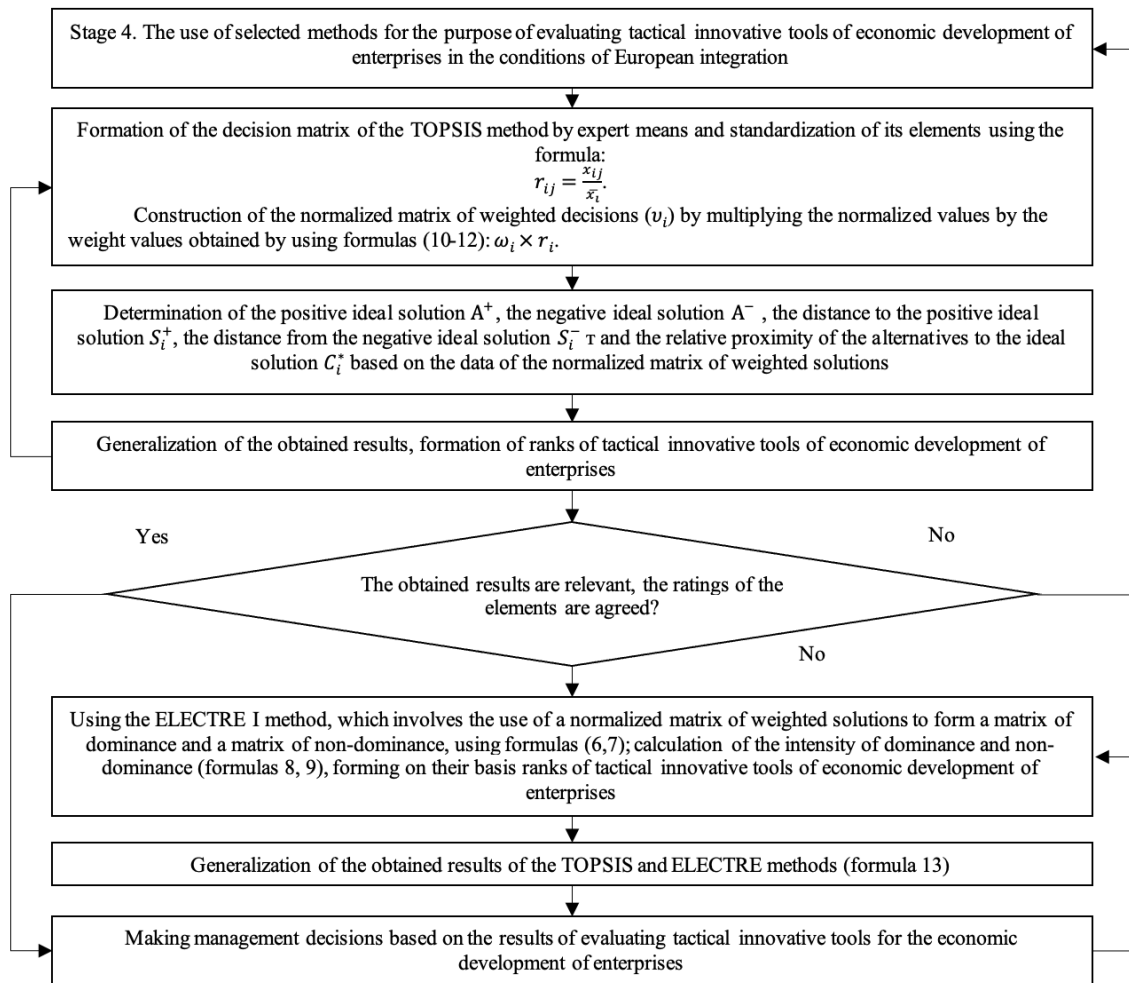 Stage 4. The use of selected methods for the purpose of evaluating tactical innovative tools of economic development of
enterprises in the conditions of European integration
Formation of the decision matrix of the TOPSIS method by expert means and standardization of its elements using the
formula:
r_{ij} = \frac{x_{ij}}{\bar{x_i}}.
Construction of the normalized matrix of weighted decisions (υ_i) by multiplying the normalized values by the
weight values obtained by using formulas (10-12): ω_i × r_i.
Determination of the positive ideal solution A⁺, the negative ideal solution A⁻ , the distance to the positive ideal
solution S_i^+, the distance from the negative ideal solution S_i^- т and the relative proximity of the alternatives to the ideal
solution C_i^* based on the data of the normalized matrix of weighted solutions
Generalization of the obtained results, formation of ranks of tactical innovative tools of economic development of
enterprises
Yes
No
The obtained results are relevant, the ratings of the
elements are agreed?
No
Using the ELECTRE I method, which involves the use of a normalized matrix of weighted solutions to form a matrix of
dominance and a matrix of non-dominance, using formulas (6,7); calculation of the intensity of dominance and non-
dominance (formulas 8, 9), forming on their basis ranks of tactical innovative tools of economic development of
enterprises
Generalization of the obtained results of the TOPSIS and ELECTRE methods (formula 13)
Making management decisions based on the results of evaluating tactical innovative tools for the economic
development of enterprises